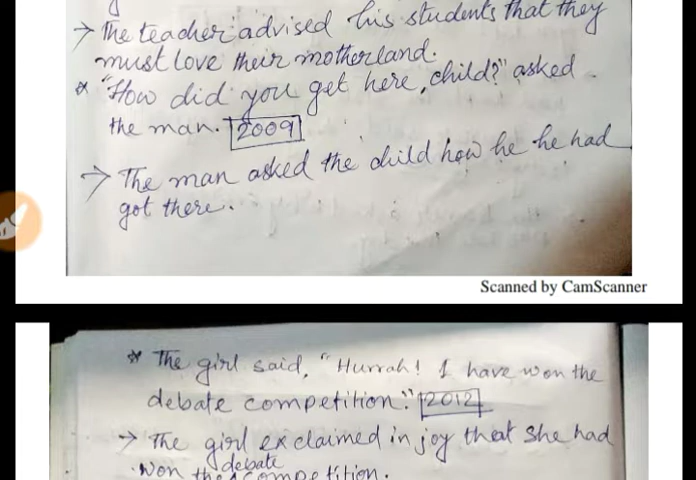 → The teacher advised his students that they
must love their motherland.
* "How did you get here, child?" asked
the man. 2009
→ The man asked the child how he he had
got there.
Scanned by CamScanner
* The girl said, "Hurrah! I have won the
debate competition." 2012
→ The girl exclaimed in joy that she had
debate
won the competition.